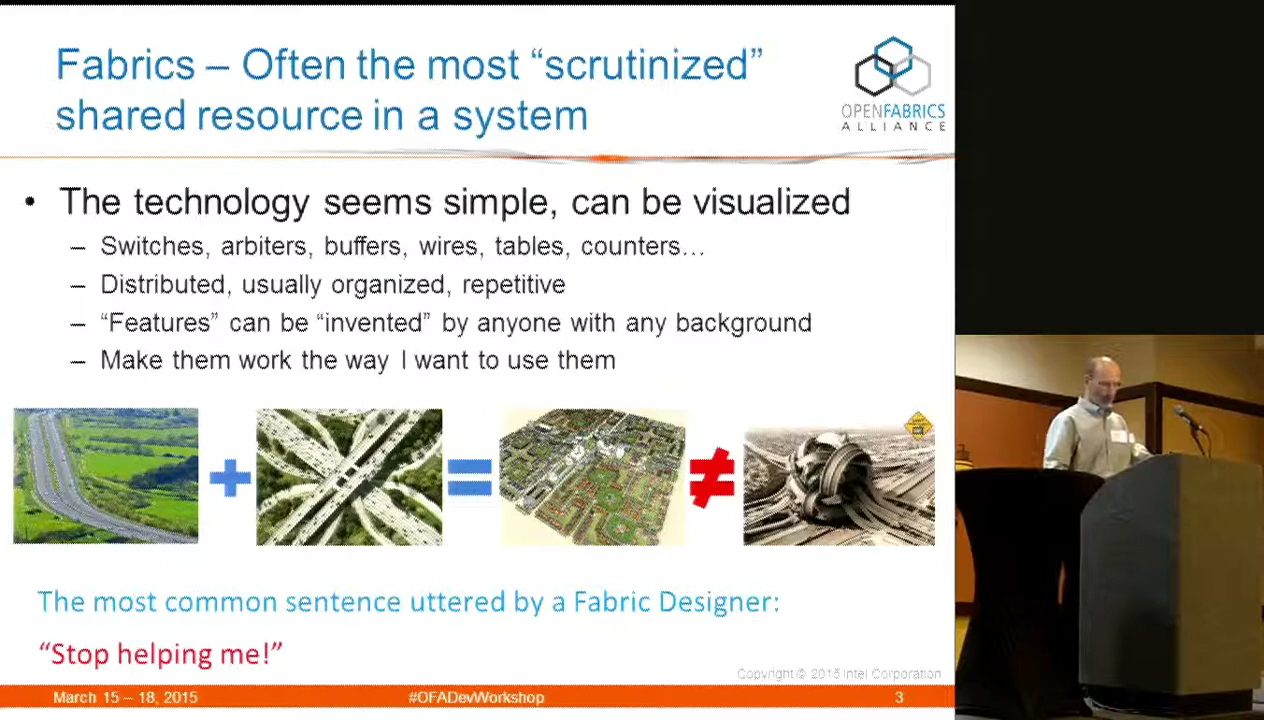 Fabrics – Often the most “scrutinized”
shared resource in a system
OPENFABRICS
ALLIANCE
• The technology seems simple, can be visualized
– Switches, arbiters, buffers, wires, tables, counters…
– Distributed, usually organized, repetitive
– “Features” can be “invented” by anyone with any background
– Make them work the way I want to use them
+ = ≠
The most common sentence uttered by a Fabric Designer:
“Stop helping me!”
Copyright © 2015 Intel Corporation
March 15 – 18, 2015 #OFADevWorkshop 3